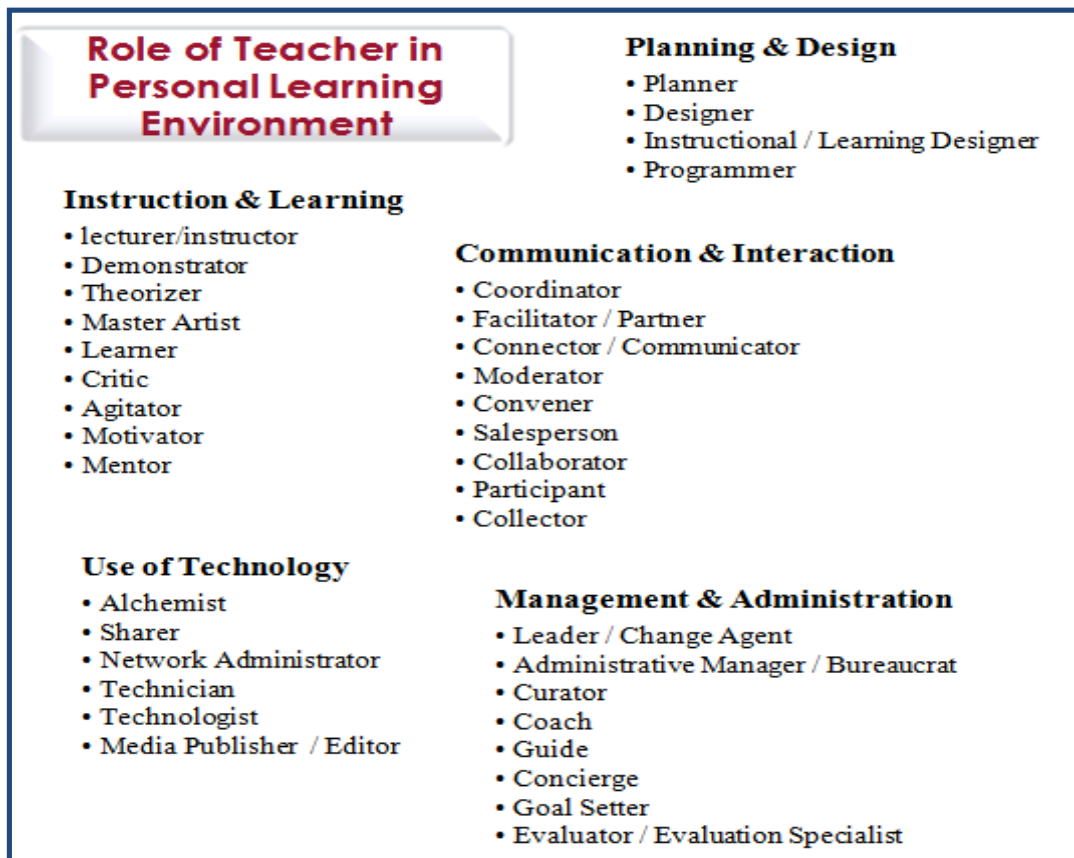 Role of Teacher in
Personal Learning
Environment
Planning & Design
• Planner
• Designer
• Instructional / Learning Designer
• Programmer
Instruction & Learning
• lecturer/instructor
• Demonstrator
• Theorizer
• Master Artist
• Learner
• Critic
• Agitator
• Motivator
• Mentor
Communication & Interaction
• Coordinator
• Facilitator / Partner
• Connector / Communicator
• Moderator
• Convener
• Salesperson
• Collaborator
• Participant
• Collector
Use of Technology
• Alchemist
• Sharer
• Network Administrator
• Technician
• Technologist
• Media Publisher / Editor
Management & Administration
• Leader / Change Agent
• Administrative Manager / Bureaucrat
• Curator
• Coach
• Guide
• Concierge
• Goal Setter
• Evaluator / Evaluation Specialist